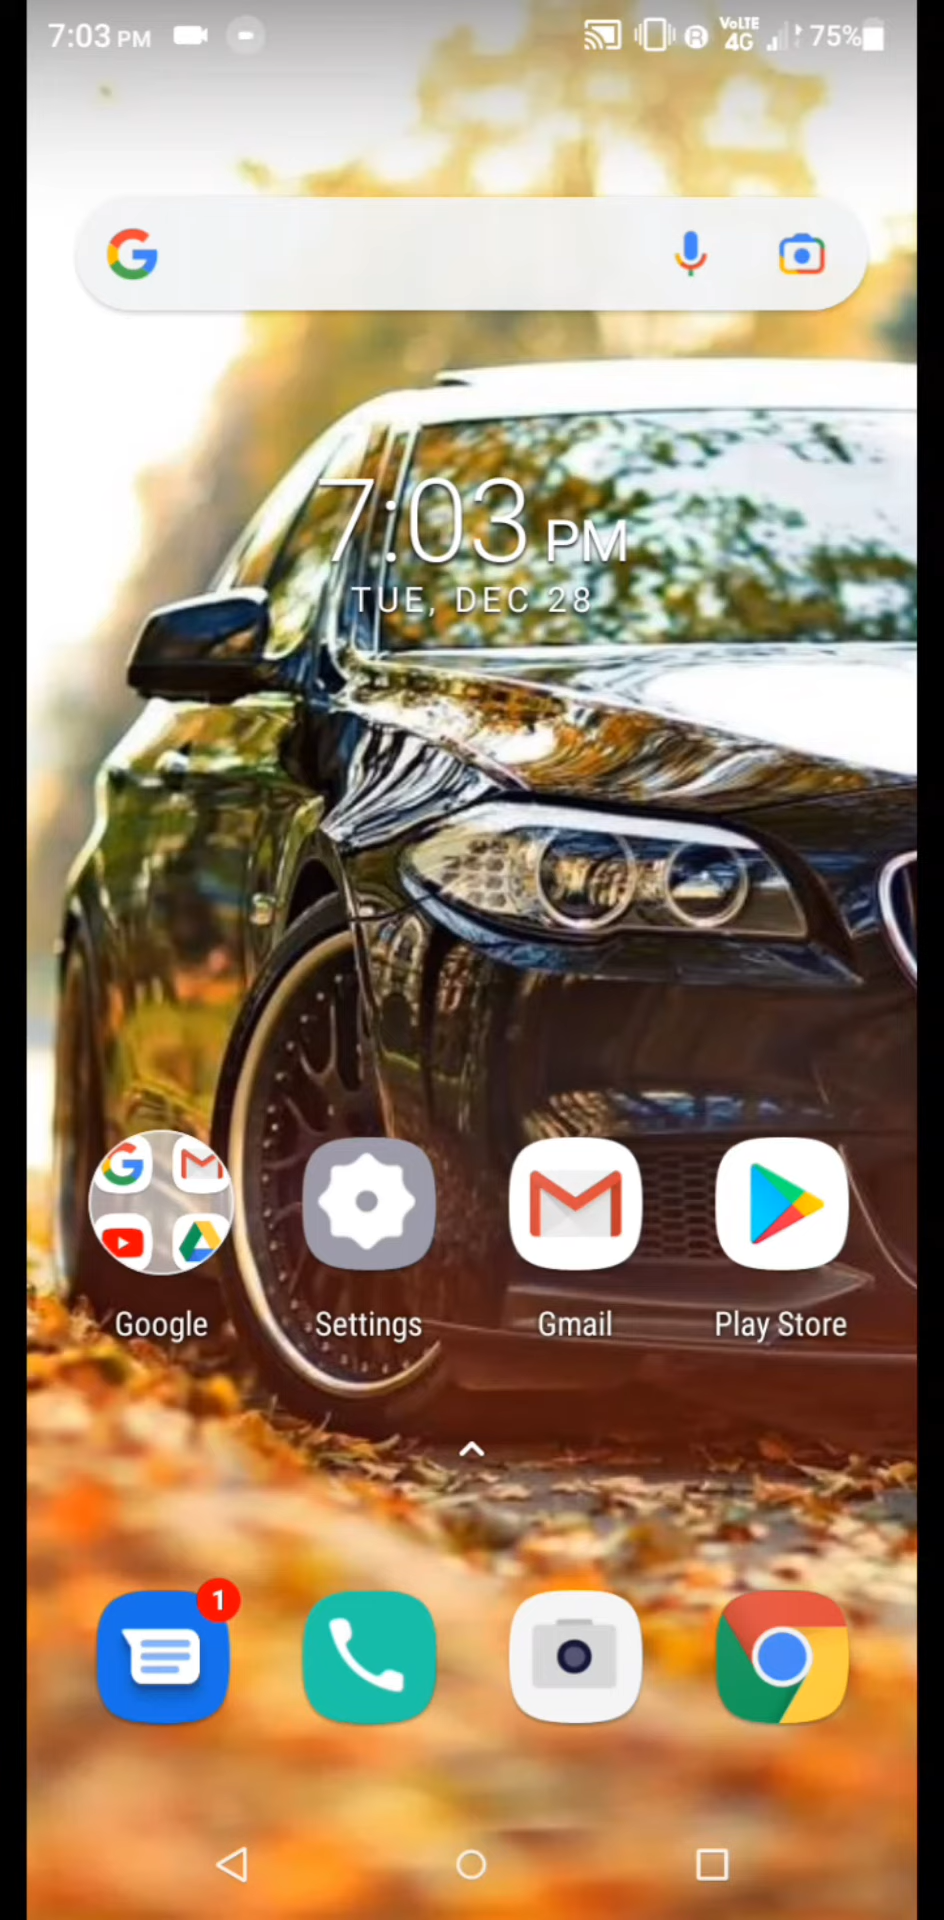 7:03 PM
R VoLTE 4G 75%
7:03 PM
TUE, DEC 28
Google Settings Gmail Play Store
1